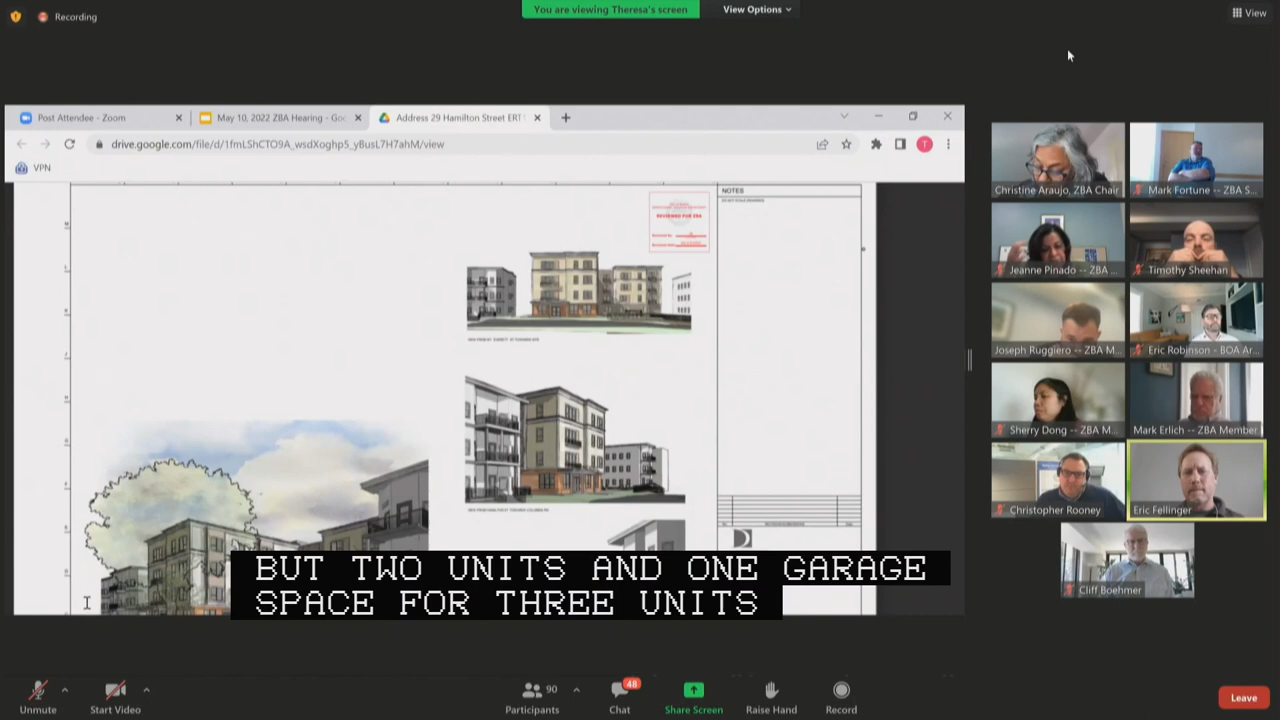 Recording
You are viewing Theresa's screen
View Options
View
Post Attendee - Zoom
May 10, 2022 ZBA Hearing - Goo
Address 29 Hamilton Street ERT
drive.google.com/file/d/1fmLShCTO9A_wsdXoghp5_yBusL7H7ahM/view
T
VPN
NOTES
REVIEWED FOR ZBA
Christine Araujo, ZBA Chair
Mark Fortune -- ZBA S...
Jeanne Pinado -- ZBA ...
Timothy Sheehan
Joseph Ruggiero -- ZBA M...
Eric Robinson - BOA Ar...
Sherry Dong -- ZBA M...
Mark Erlich -- ZBA Member
Christopher Rooney
Eric Fellinger
Cliff Boehmer
BUT TWO UNITS AND ONE GARAGE
SPACE FOR THREE UNITS
Unmute
Start Video
90
Participants
48
Chat
Share Screen
Raise Hand
Record
Leave